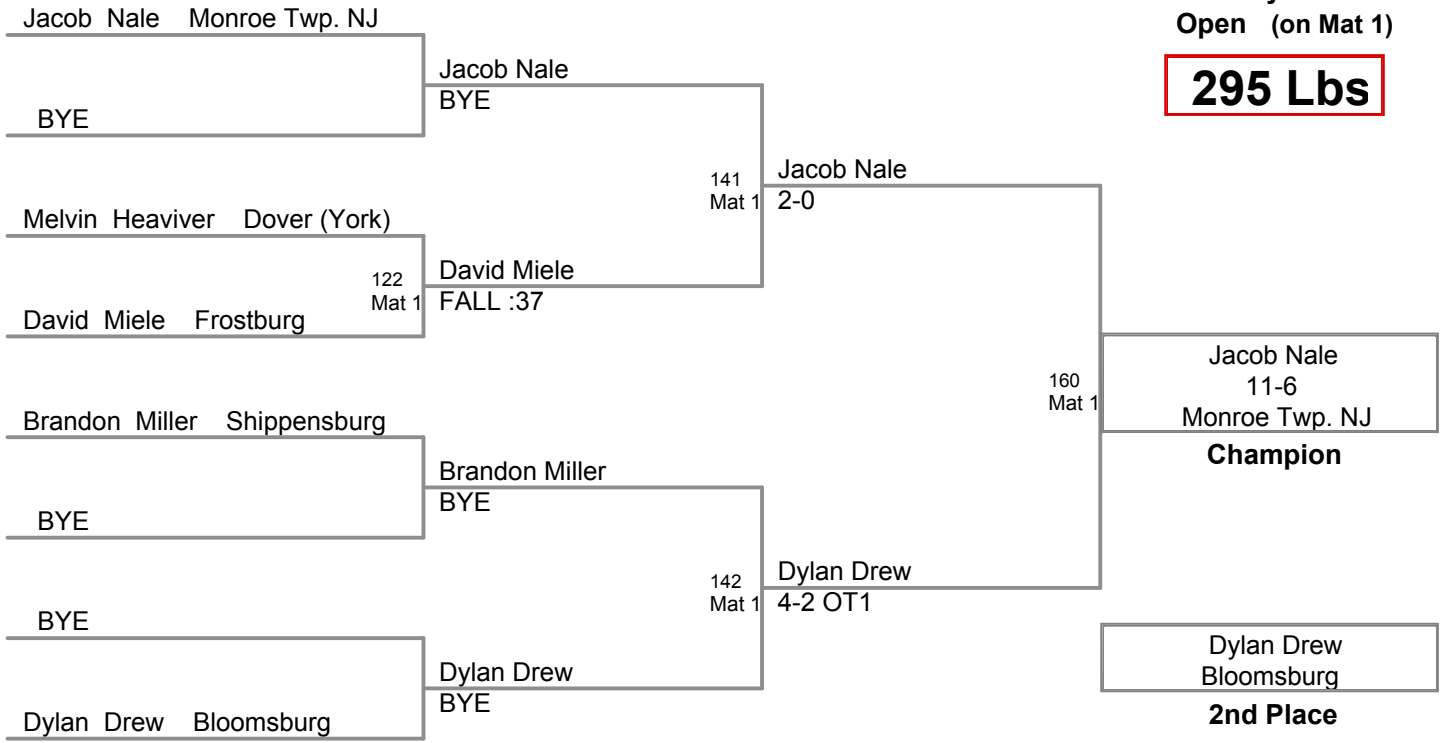 Jacob Nale Monroe Twp. NJ
BYE
Melvin Heaviver Dover (York)
David Miele Frostburg
Brandon Miller Shippensburg
BYE
BYE
Dylan Drew Bloomsburg
Jacob Nale
BYE
122
Mat 1
David Miele
FALL :37
Brandon Miller
BYE
Dylan Drew
BYE
141
Mat 1
Jacob Nale
2-0
142
Mat 1
Dylan Drew
4-2 OT1
160
Mat 1
Open (on Mat 1)
295 Lbs
Jacob Nale
11-6
Monroe Twp. NJ
Champion
Dylan Drew
Bloomsburg
2nd Place